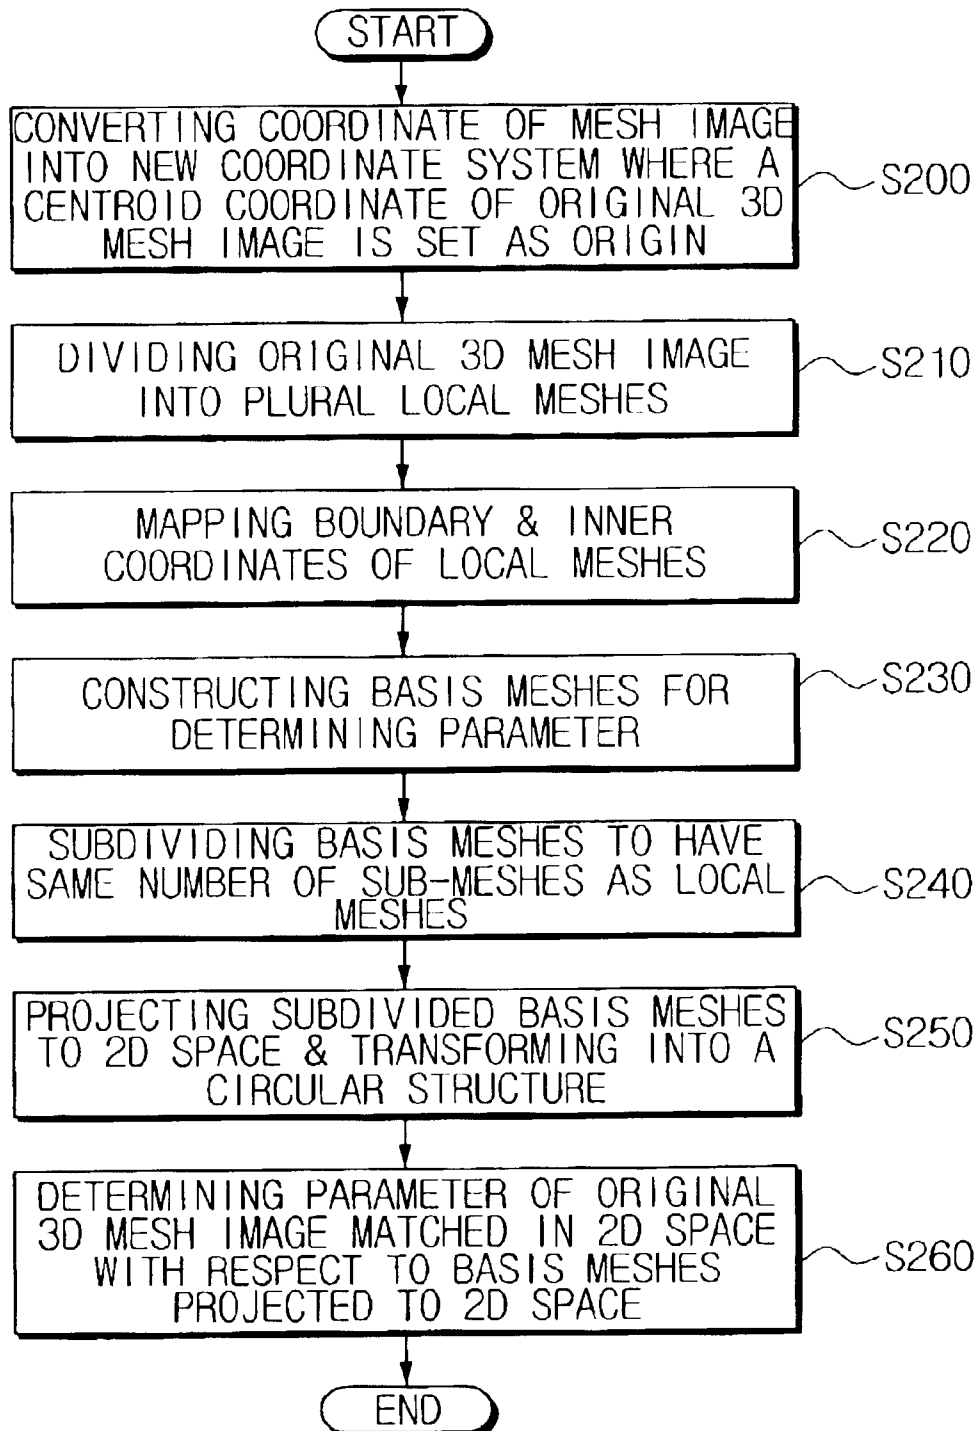 START
CONVERTING COORDINATE OF MESH IMAGE
INTO NEW COORDINATE SYSTEM WHERE A
CENTROID COORDINATE OF ORIGINAL 3D
MESH IMAGE IS SET AS ORIGIN
S200
DIVIDING ORIGINAL 3D MESH IMAGE
INTO PLURAL LOCAL MESHES
S210
MAPPING BOUNDARY & INNER
COORDINATES OF LOCAL MESHES
S220
CONSTRUCTING BASIS MESHES FOR
DETERMINING PARAMETER
S230
SUBDIVIDING BASIS MESHES TO HAVE
SAME NUMBER OF SUB-MESHES AS LOCAL
MESHES
S240
PROJECTING SUBDIVIDED BASIS MESHES
TO 2D SPACE & TRANSFORMING INTO A
CIRCULAR STRUCTURE
S250
DETERMINING PARAMETER OF ORIGINAL
3D MESH IMAGE MATCHED IN 2D SPACE
WITH RESPECT TO BASIS MESHES
PROJECTED TO 2D SPACE
S260
END